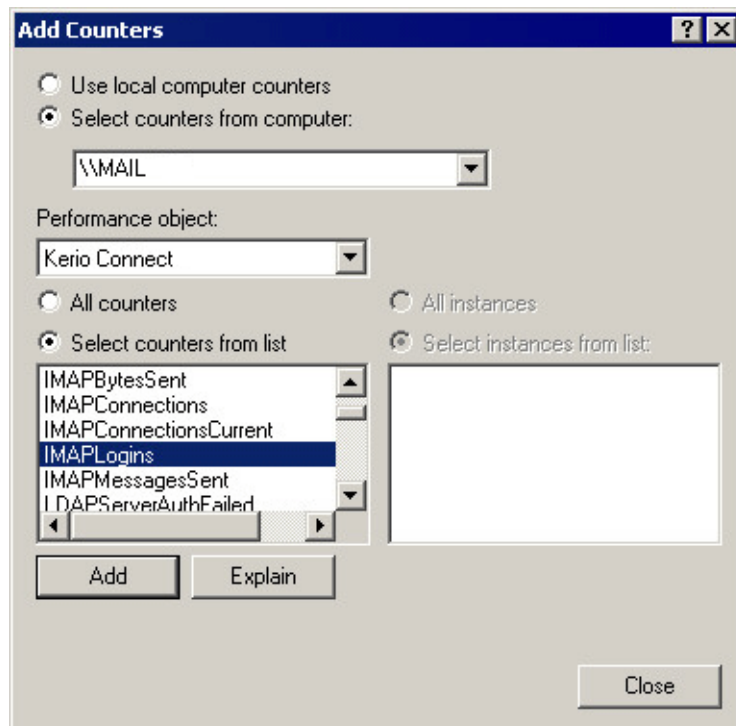 Add Counters
Use local computer counters
Select counters from computer:
\\MAIL
Performance object:
Kerio Connect
All counters
All instances
Select counters from list
Select instances from list:
IMAPBytesSent
IMAPConnections
IMAPConnectionsCurrent
IMAPLogins
IMAPMessagesSent
LDAPServerAuthFailed
Add
Explain
Close